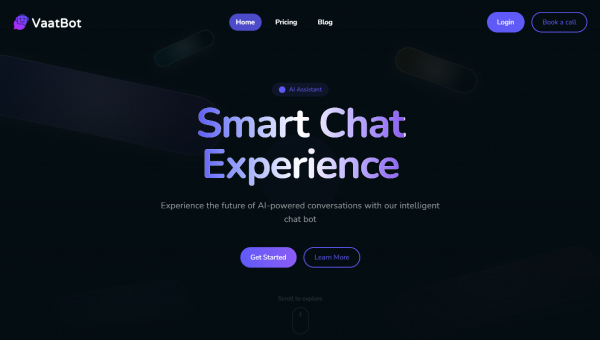 VaatBot
Home
Pricing
Blog
Login
Book a call
AI Assistant
Smart Chat
Experience
Experience the future of AI-powered conversations with our intelligent
chat bot
Get Started
Learn More
Scroll to explore